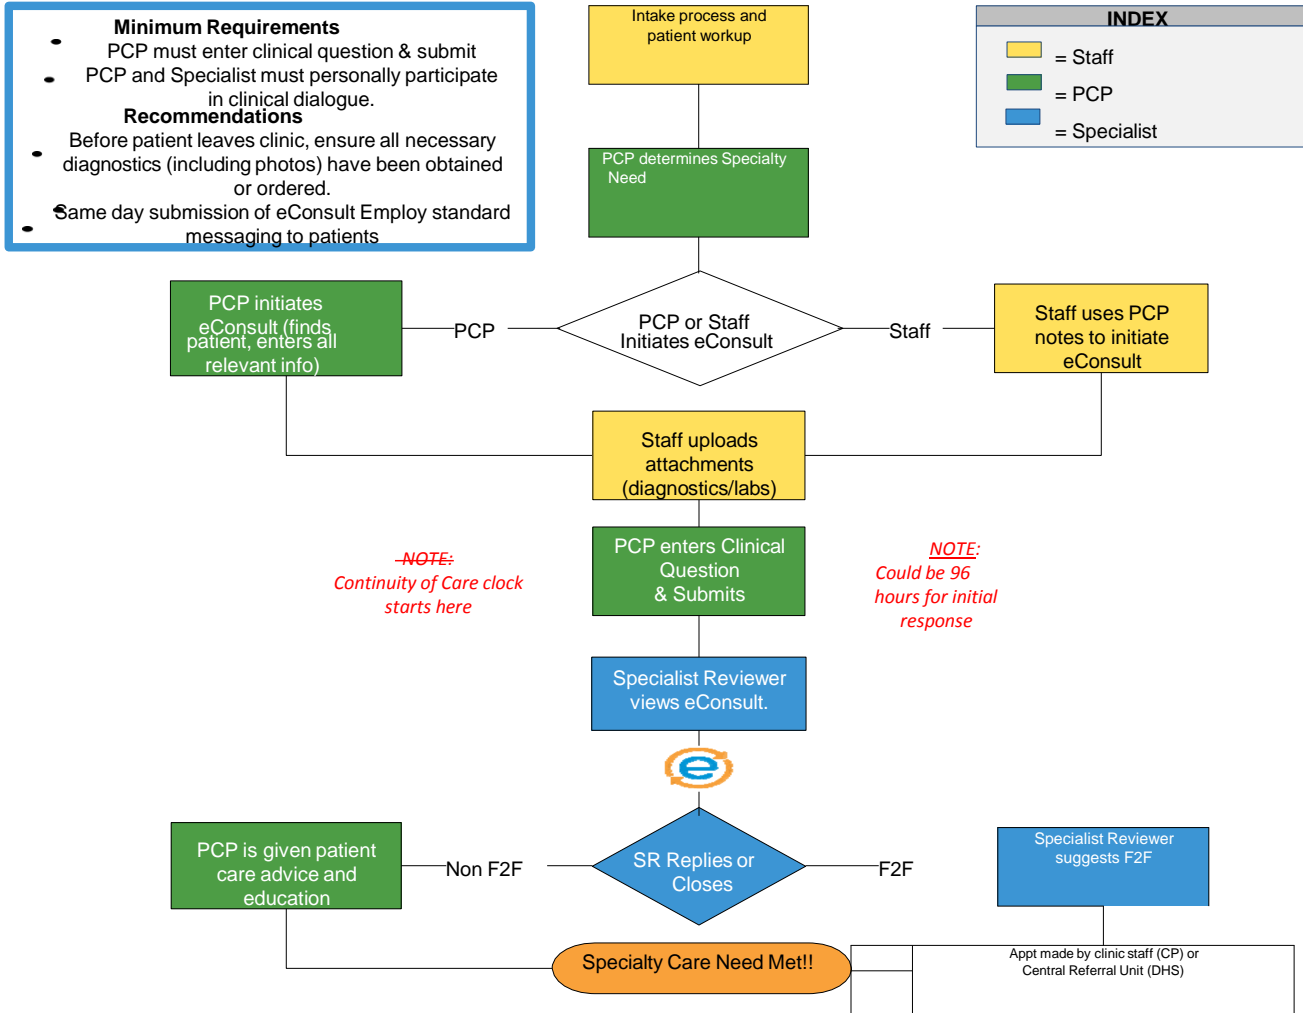 Minimum Requirements
PCP must enter clinical question & submit
PCP and Specialist must personally participate
in clinical dialogue.
Recommendations
Before patient leaves clinic, ensure all necessary
diagnostics (including photos) have been obtained
or ordered.
Same day submission of eConsult Employ standard
messaging to patients
Intake process and
patient workup
INDEX
= Staff
= PCP
= Specialist
PCP determines Specialty
Need
PCP initiates
eConsult (finds
patient, enters all
relevant info)
PCP
PCP or Staff
Initiates eConsult
Staff
Staff uses PCP
notes to initiate
eConsult
Staff uploads
attachments
(diagnostics/labs)
NOTE:
Continuity of Care clock
starts here
PCP enters Clinical
Question
& Submits
NOTE:
Could be 96
hours for initial
response
Specialist Reviewer
views eConsult.
e
PCP is given patient
care advice and
education
Non F2F
SR Replies or
Closes
F2F
Specialist Reviewer
suggests F2F
Specialty Care Need Met!!
Appt made by clinic staff (CP) or
Central Referral Unit (DHS)